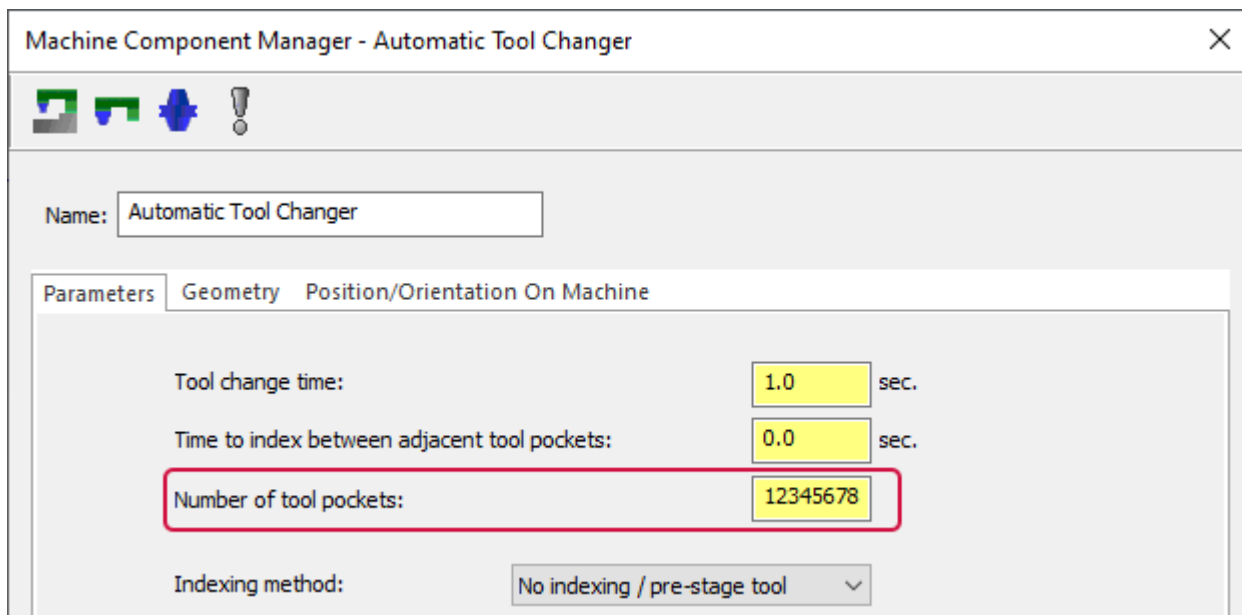 Machine Component Manager - Automatic Tool Changer
Name: Automatic Tool Changer
Parameters Geometry Position/Orientation On Machine
Tool change time: 1.0 sec.
Time to index between adjacent tool pockets: 0.0 sec.
Number of tool pockets: 12345678
Indexing method: No indexing / pre-stage tool